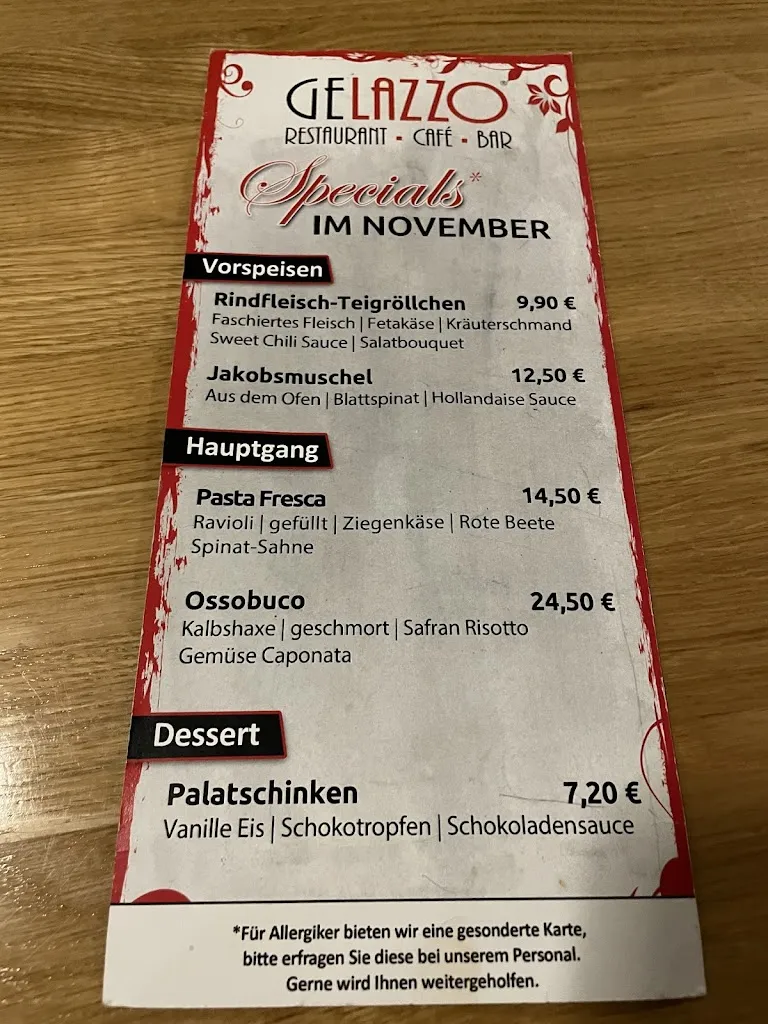 GELAZZO®
RESTAURANT ▪ CAFÉ ▪ BAR
Specials*
IM NOVEMBER
Vorspeisen
Rindfleisch-Teigröllchen 9,90 €
Faschiertes Fleisch | Fetakäse | Kräuterschmand
Sweet Chili Sauce | Salatbouquet
Jakobsmuschel 12,50 €
Aus dem Ofen | Blattspinat | Hollandaise Sauce
Hauptgang
Pasta Fresca 14,50 €
Ravioli | gefüllt | Ziegenkäse | Rote Beete
Spinat-Sahne
Ossobuco 24,50 €
Kalbshaxe | geschmort | Safran Risotto
Gemüse Caponata
Dessert
Palatschinken 7,20 €
Vanille Eis | Schokotropfen | Schokoladensauce
*Für Allergiker bieten wir eine gesonderte Karte,
bitte erfragen Sie diese bei unserem Personal.
Gerne wird Ihnen weitergeholfen.